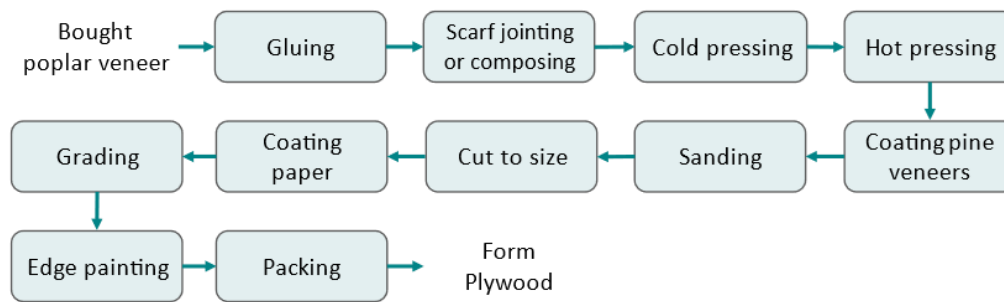 Bought
poplar veneer
Gluing
Scarf jointing
or composing
Cold pressing
Hot pressing
Coating pine
veneers
Sanding
Cut to size
Coating
paper
Grading
Edge painting
Packing
Form
Plywood